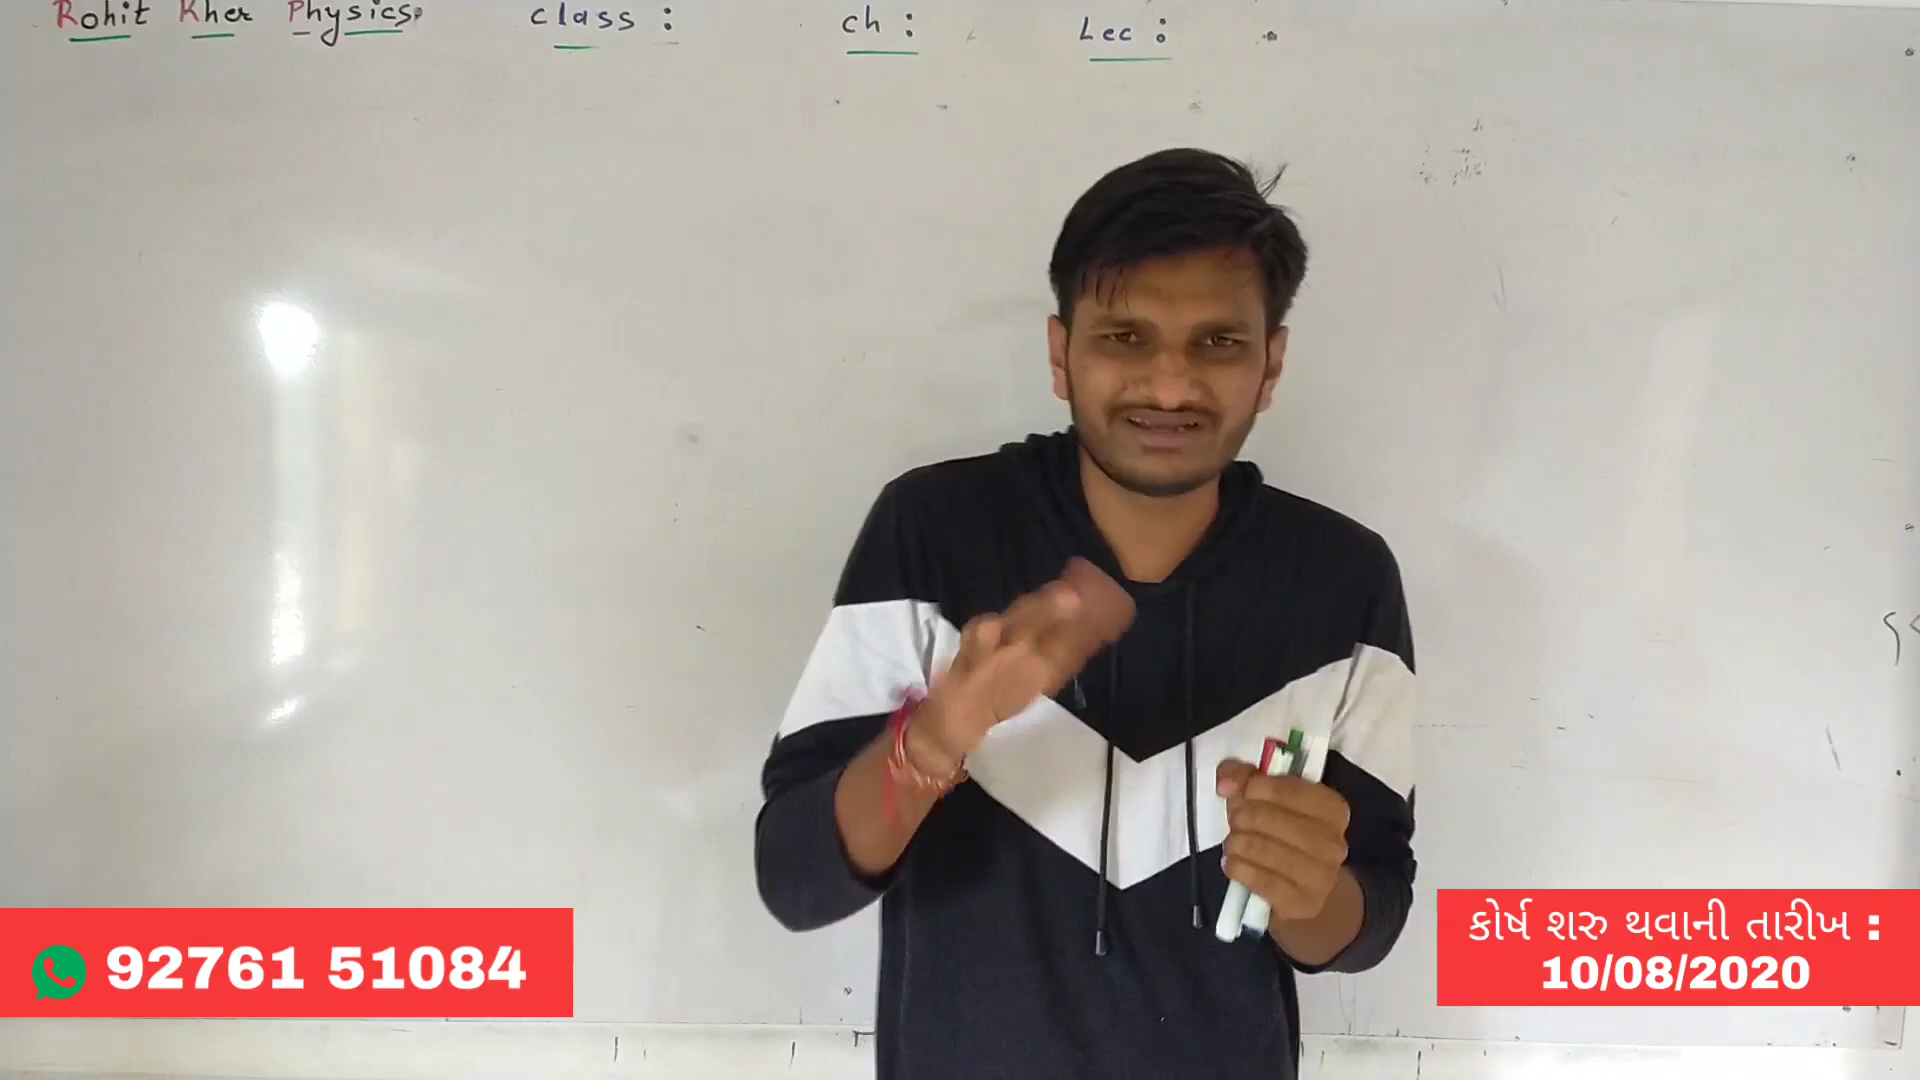 Rohit Kher Physics. class : ch : Lec :
92761 51084
કોર્ષ શરુ થવાની તારીખ :
10/08/2020